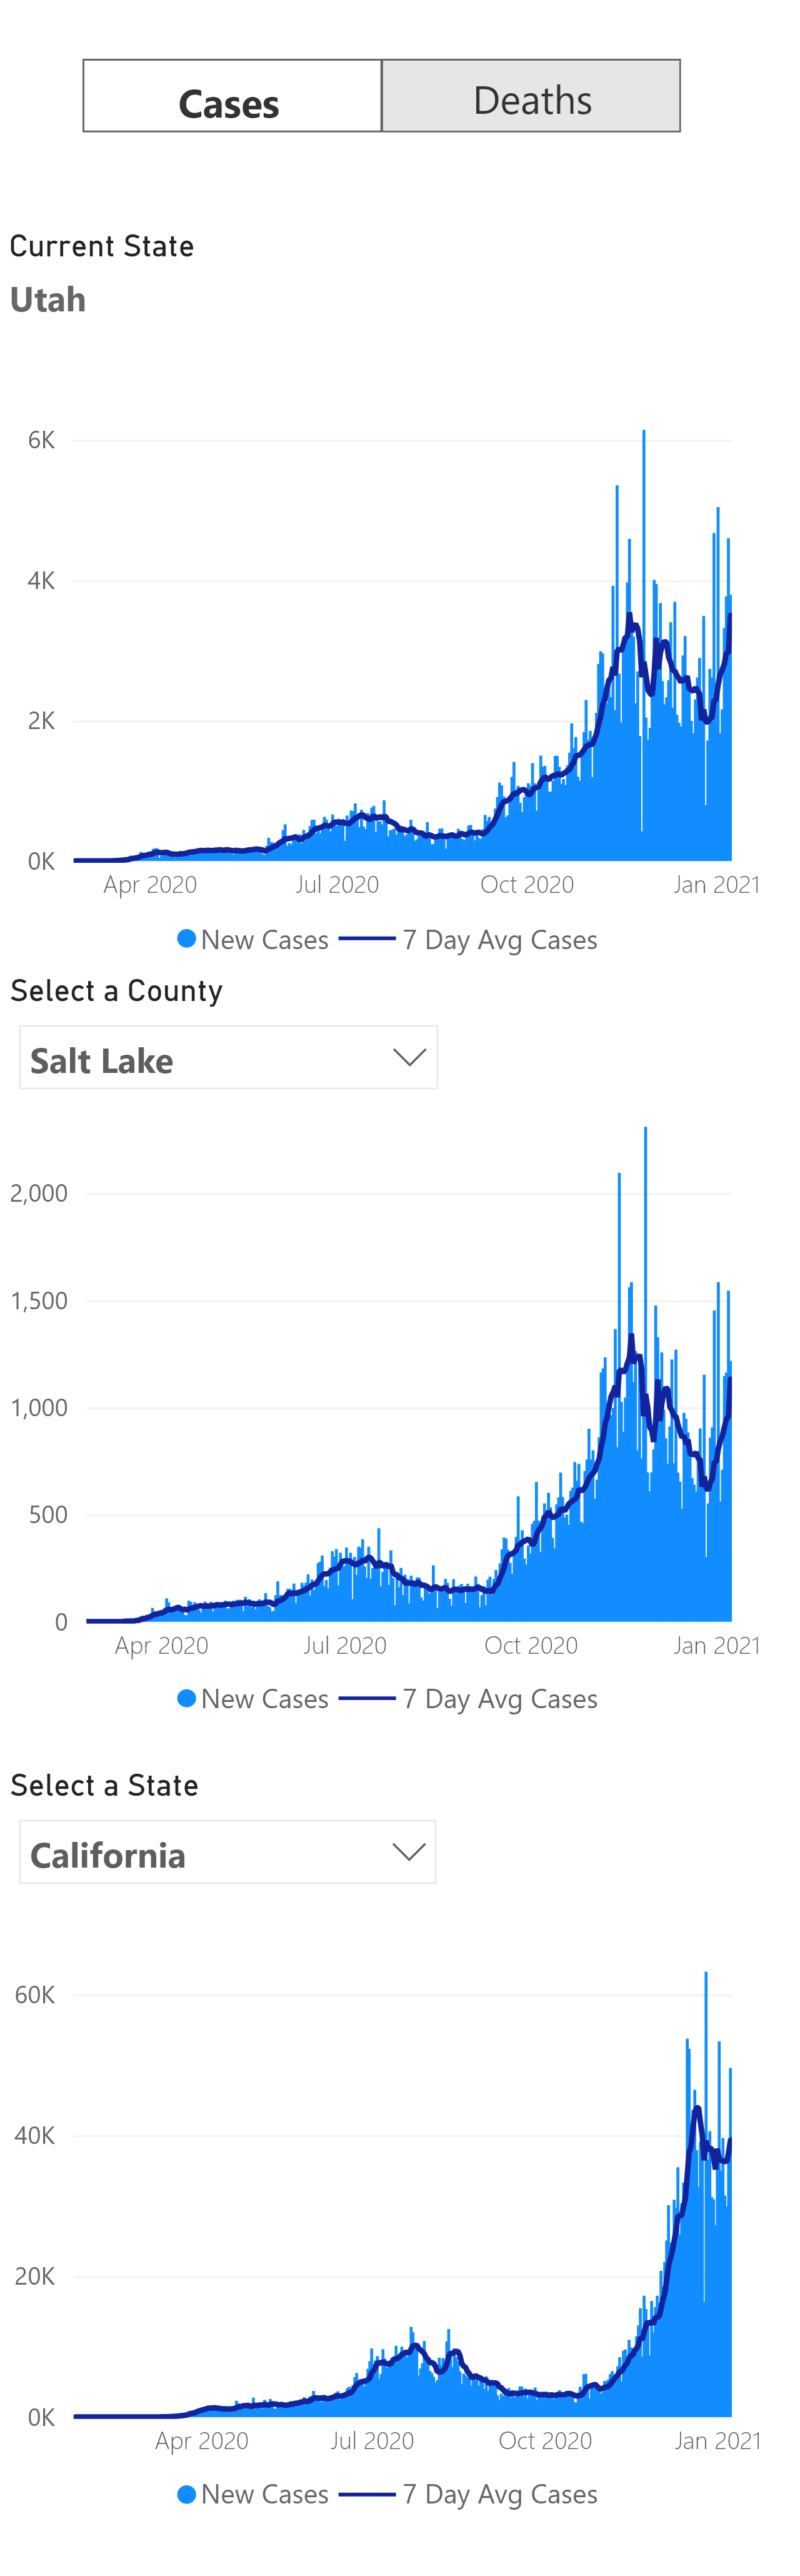 Cases Deaths
Current State
Utah
6K
4K
2K
0K
Apr 2020 Jul 2020 Oct 2020 Jan 2021
New Cases 7 Day Avg Cases
Select a County
Salt Lake
2,000
1,500
1,000
500
0
Apr 2020 Jul 2020 Oct 2020 Jan 2021
New Cases 7 Day Avg Cases
Select a State
California
60K
40K
20K
0K
Apr 2020 Jul 2020 Oct 2020 Jan 2021
New Cases 7 Day Avg Cases